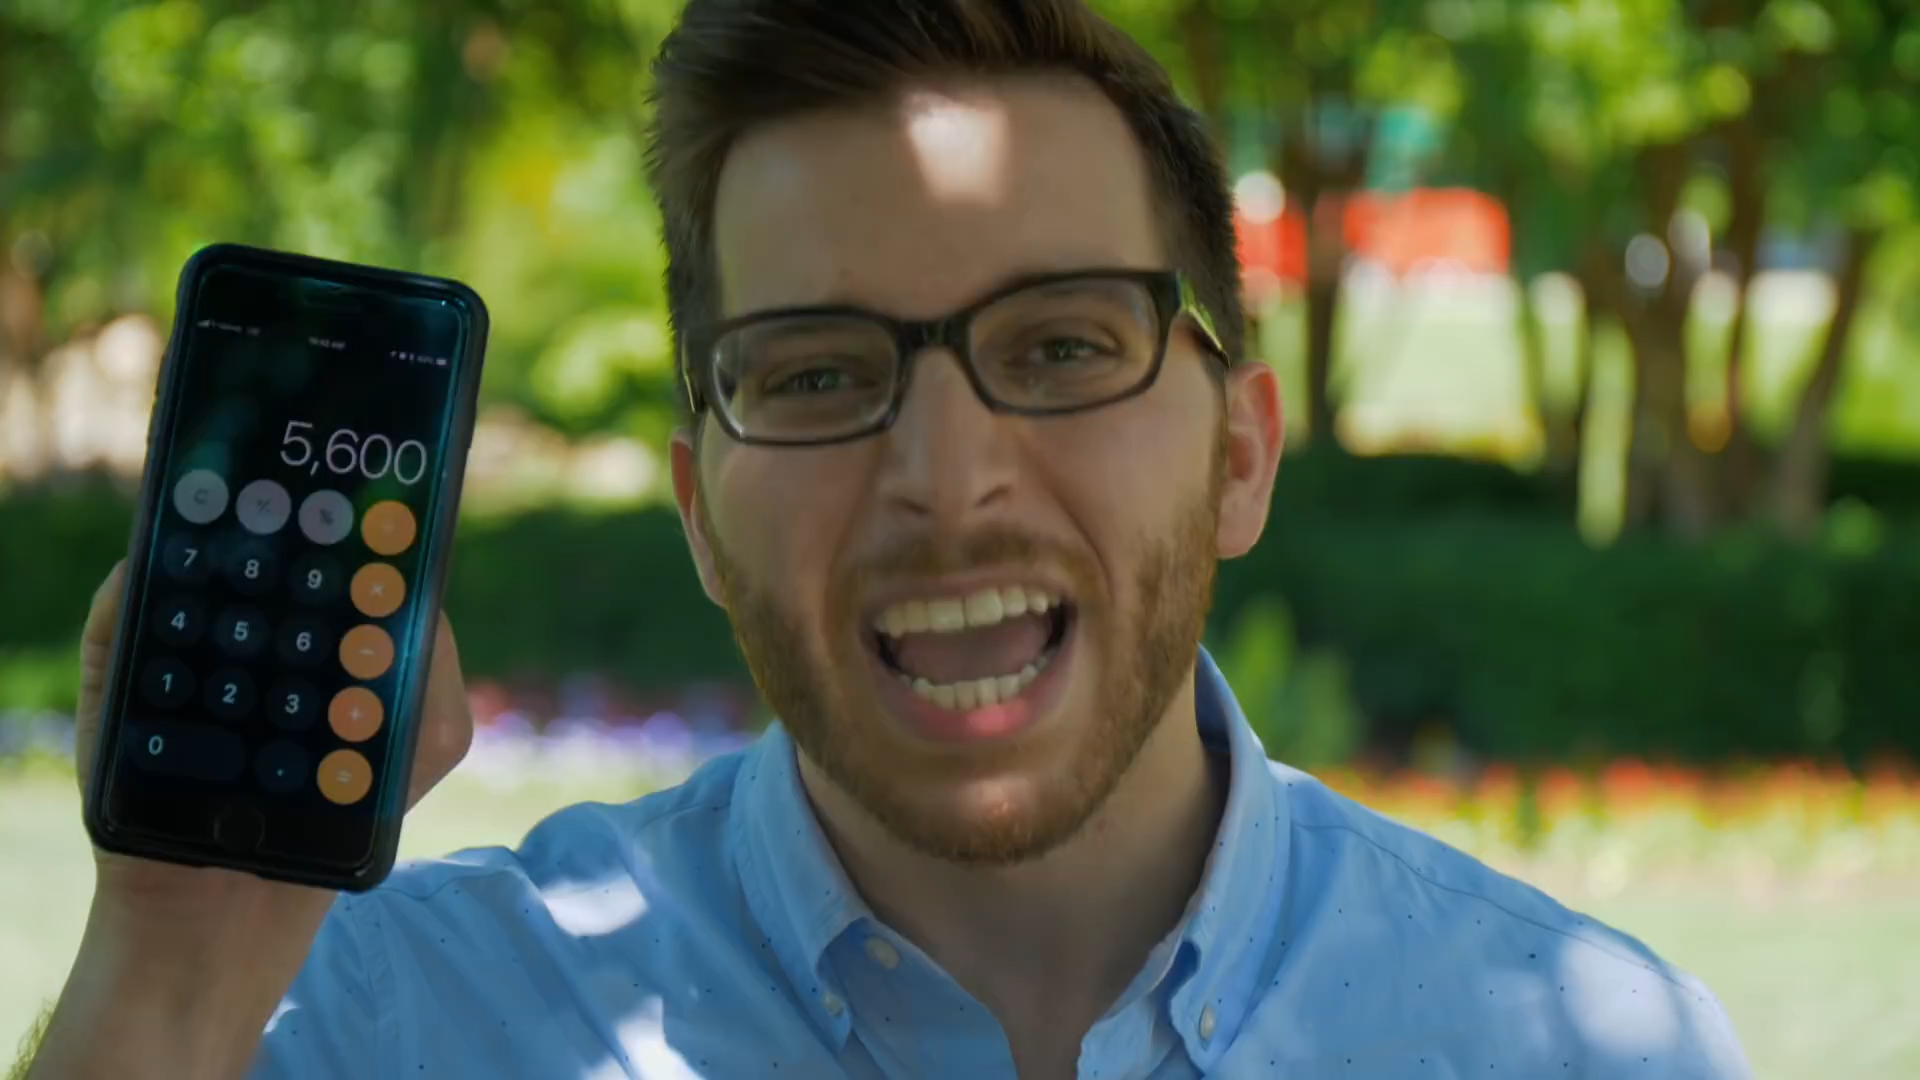 5,600
C ⁺⁄₋ % ÷
7 8 9 ×
4 5 6 −
1 2 3 +
0 . =